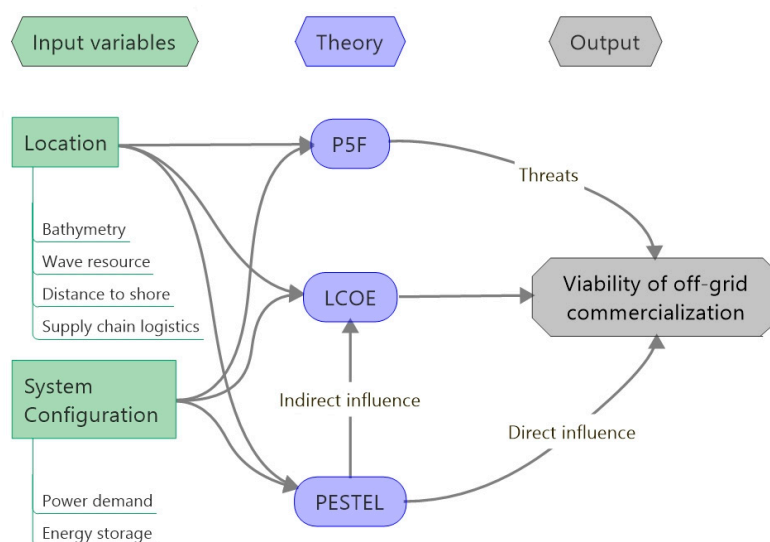 Input variables
Theory
Output
Location
P5F
Threats
Bathymetry
Wave resource
Distance to shore
Supply chain logistics
LCOE
Viability of off-grid
commercialization
System
Configuration
Indirect influence
Direct influence
PESTEL
Power demand
Energy storage